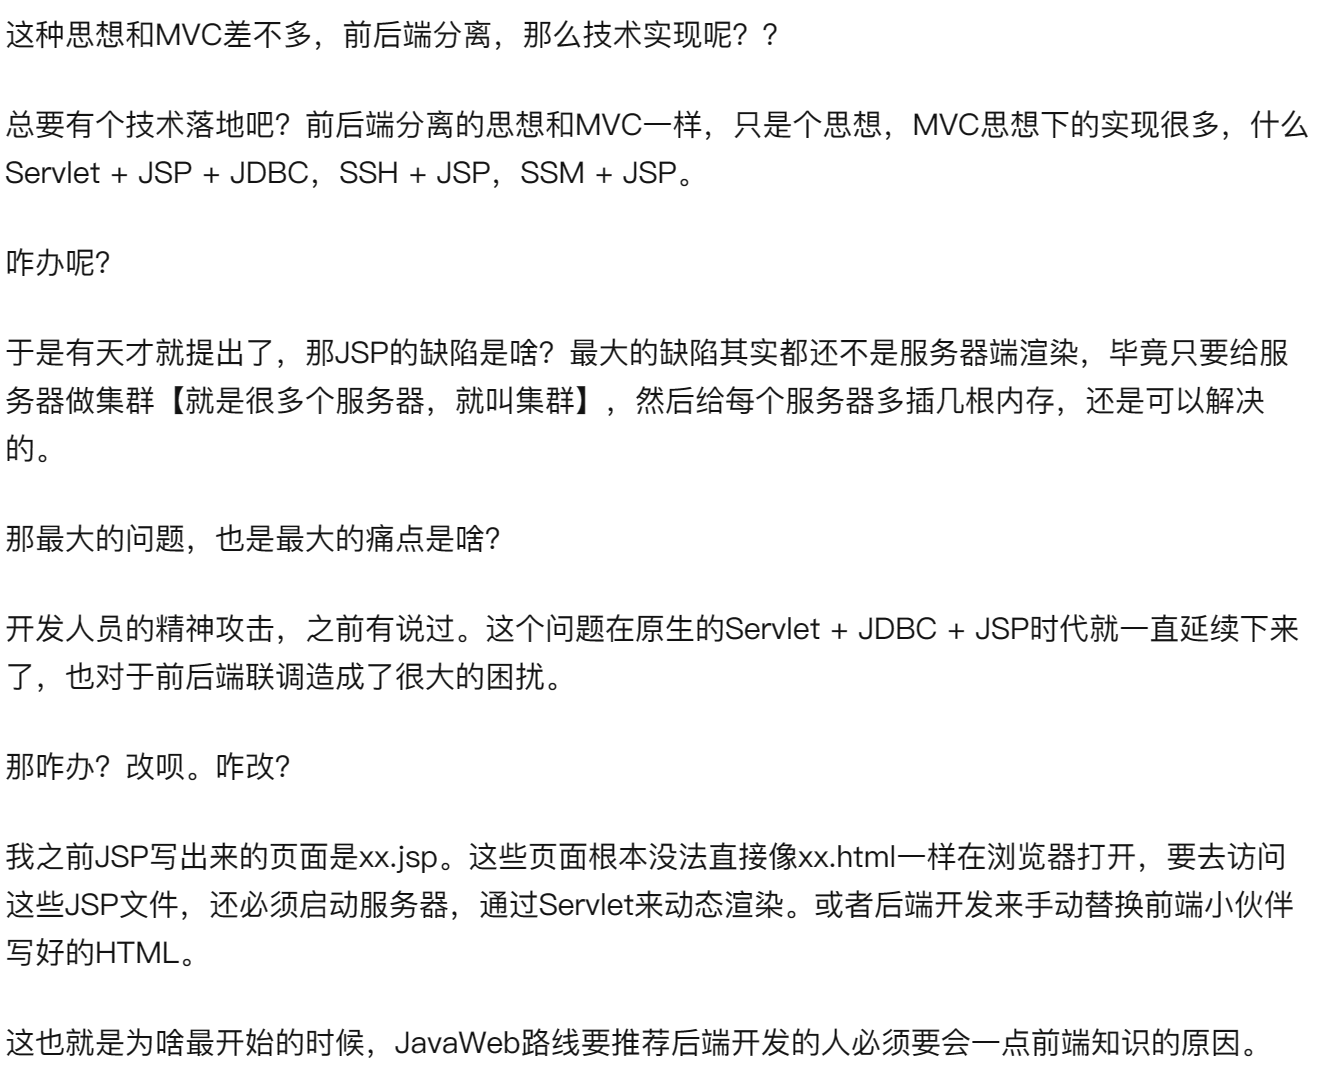 这种思想和MVC差不多，前后端分离，那么技术实现呢？？
总要有个技术落地吧？前后端分离的思想和MVC一样，只是个思想，MVC思想下的实现很多，什么
Servlet + JSP + JDBC，SSH + JSP，SSM + JSP。
咋办呢？
于是有天才就提出了，那JSP的缺陷是啥？最大的缺陷其实都还不是服务器端渲染，毕竟只要给服
务器做集群【就是很多个服务器，就叫集群】，然后给每个服务器多插几根内存，还是可以解决
的。
那最大的问题，也是最大的痛点是啥？
开发人员的精神攻击，之前有说过。这个问题在原生的Servlet + JDBC + JSP时代就一直延续下来
了，也对于前后端联调造成了很大的困扰。
那咋办？改呗。咋改？
我之前JSP写出来的页面是xx.jsp。这些页面根本没法直接像xx.html一样在浏览器打开，要去访问
这些JSP文件，还必须启动服务器，通过Servlet来动态渲染。或者后端开发来手动替换前端小伙伴
写好的HTML。
这也就是为啥最开始的时候，JavaWeb路线要推荐后端开发的人必须要会一点前端知识的原因。